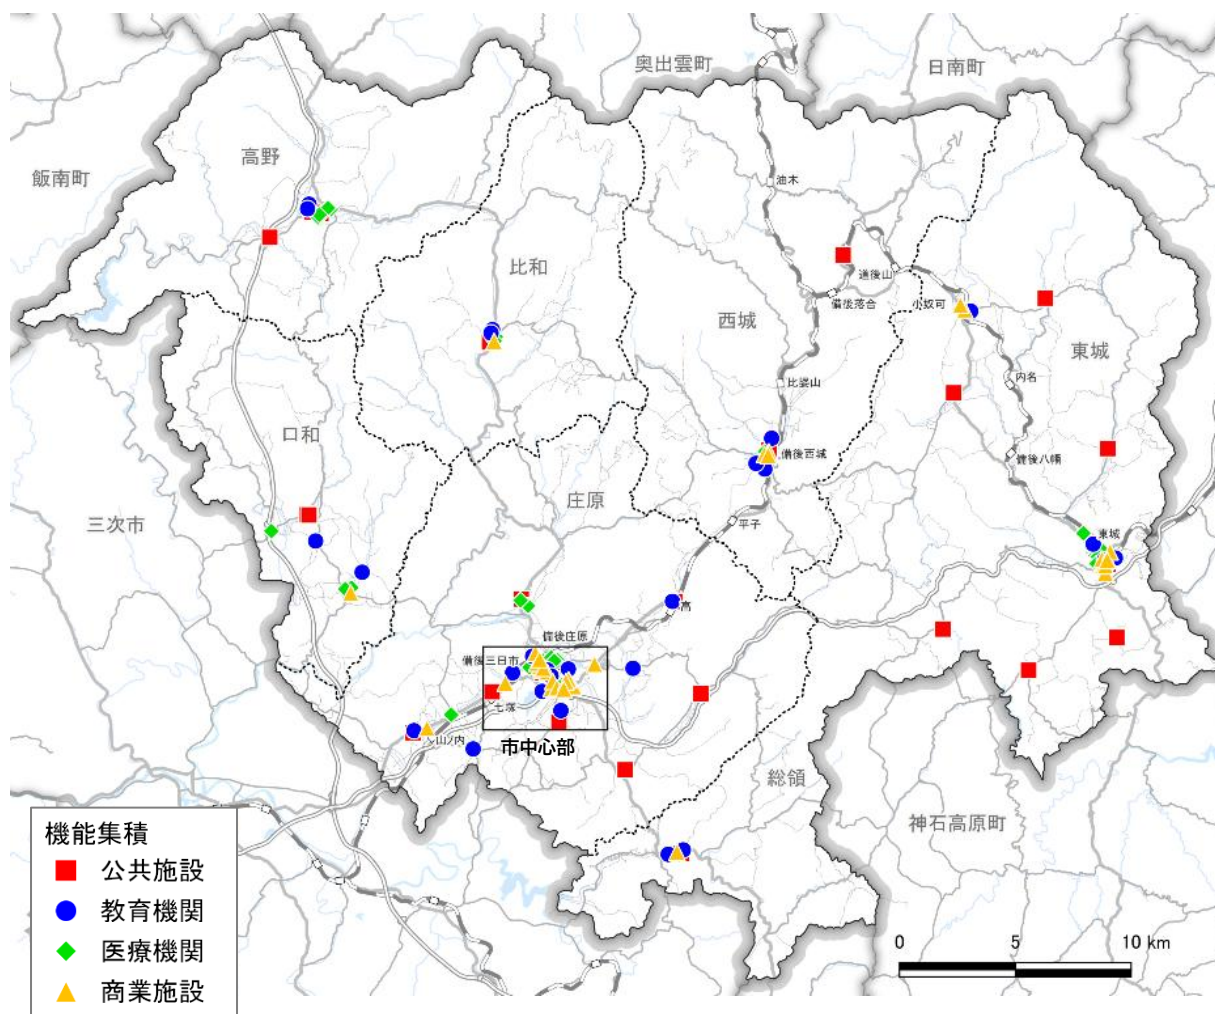 奥出雲町
日南町
高野
飯南町
油木
比和
道後山
備後落合
小奴可
西城
東城
比婆山
内名
口和
備後西城
備後八幡
庄原
三次市
平子
東城
高
備後庄原
備後三日市
七塚
山ノ内
市中心部
総領
神石高原町
機能集積
公共施設
教育機関
医療機関
商業施設
0 5 10 km